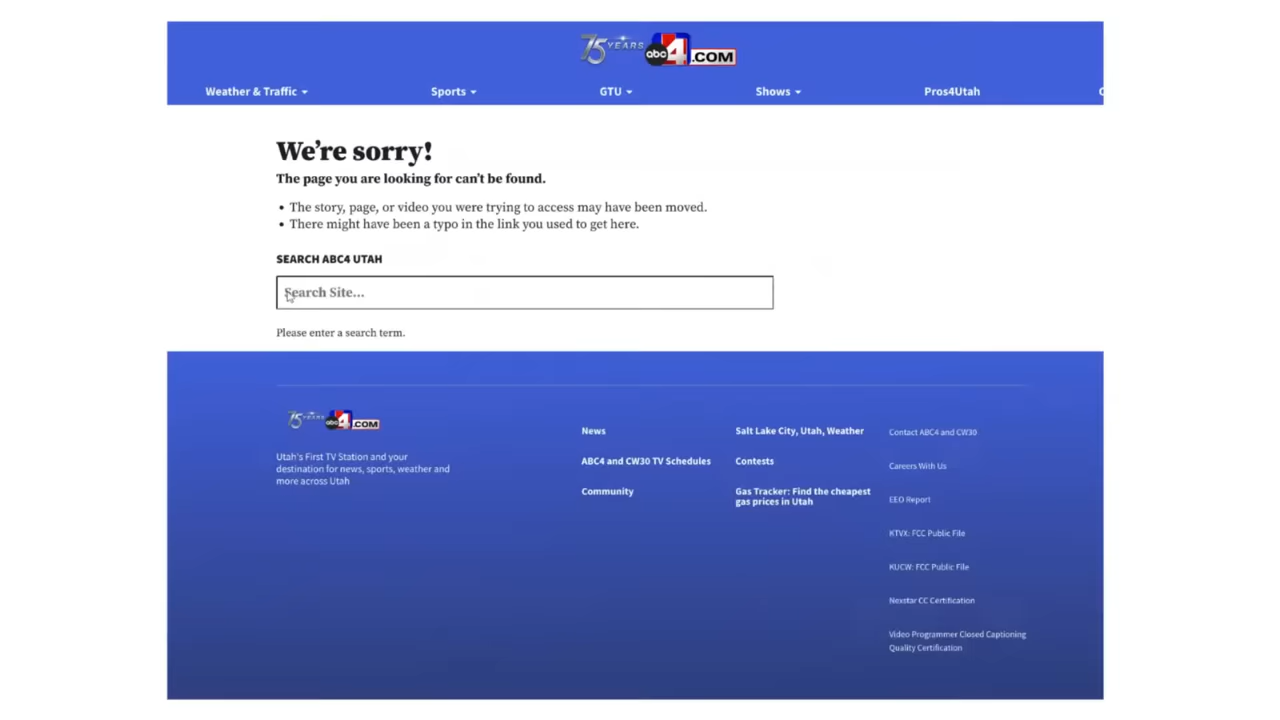 75 YEARS abc 4 .COM
Weather & Traffic Sports GTU Shows Pros4Utah
We're sorry!
The page you are looking for can't be found.
• The story, page, or video you were trying to access may have been moved.
• There might have been a typo in the link you used to get here.
SEARCH ABC4 UTAH
Search Site...
Please enter a search term.
75 YEARS abc 4 .COM
Utah's First TV Station and your
destination for news, sports, weather and
more across Utah
News
ABC4 and CW30 TV Schedules
Community
Salt Lake City, Utah, Weather
Contests
Gas Tracker: Find the cheapest
gas prices in Utah
Contact ABC4 and CW30
Careers With Us
EEO Report
KTVX: FCC Public File
KUCW: FCC Public File
Nexstar CC Certification
Video Programmer Closed Captioning
Quality Certification